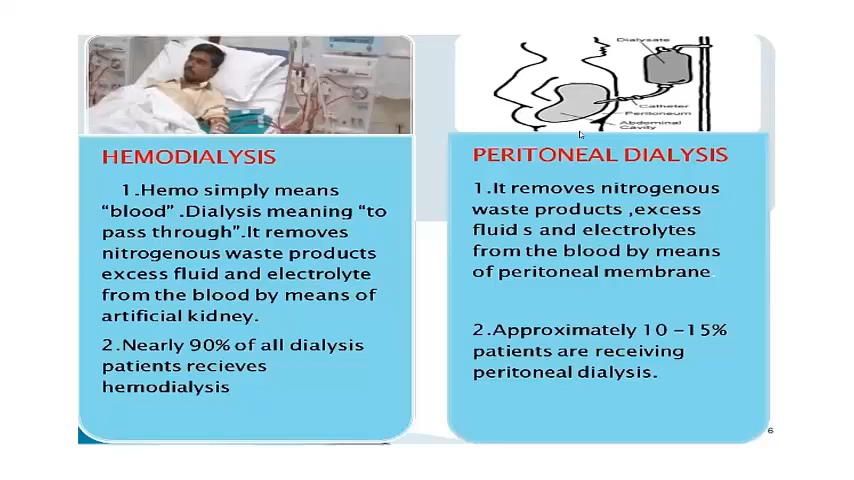 Dialysate
Catheter
Peritoneum
Abdominal
Cavity
HEMODIALYSIS
1.Hemo simply means
“blood” .Dialysis meaning “to
pass through”.It removes
nitrogenous waste products
excess fluid and electrolyte
from the blood by means of
artificial kidney.
2.Nearly 90% of all dialysis
patients recieves
hemodialysis
PERITONEAL DIALYSIS
1.It removes nitrogenous
waste products ,excess
fluid s and electrolytes
from the blood by means
of peritoneal membrane
2.Approximately 10 -15%
patients are receiving
peritoneal dialysis.
6